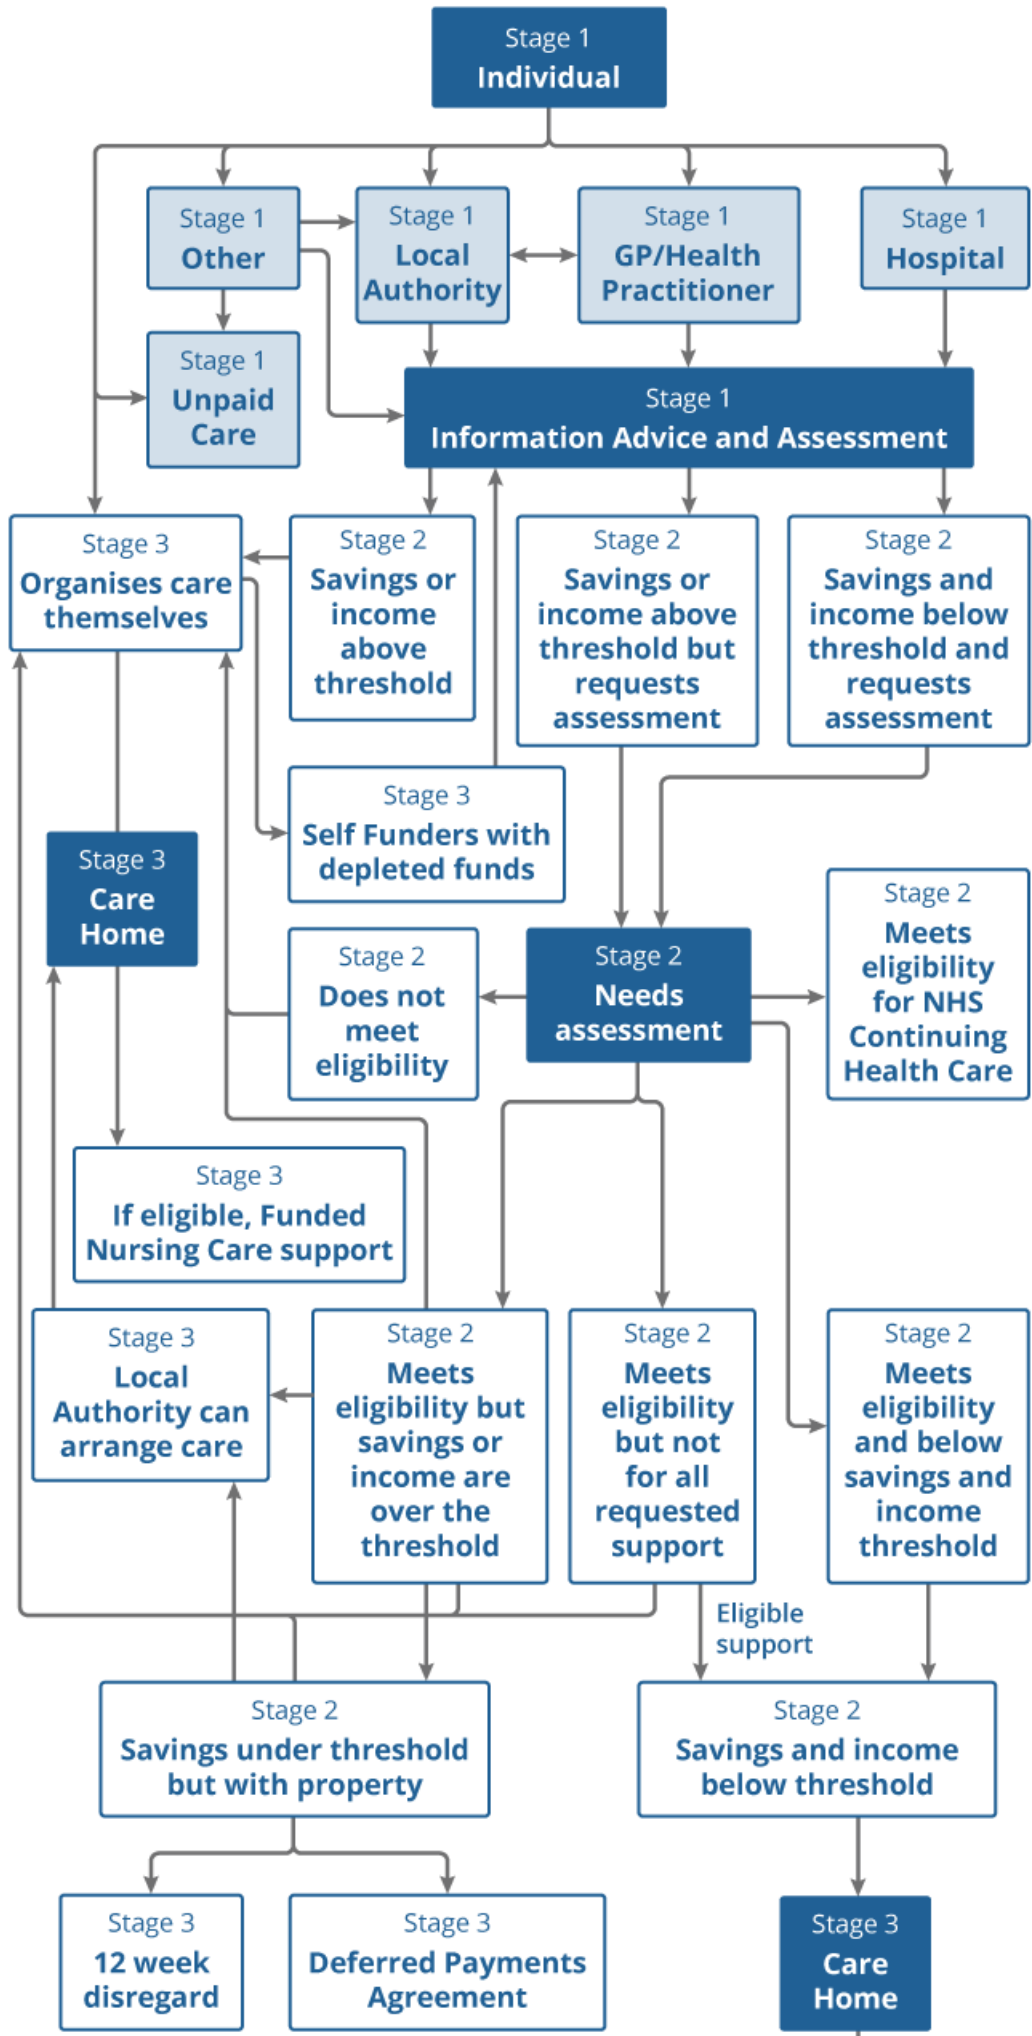 Stage 1
Individual
Stage 1
Other
Stage 1
Local
Authority
Stage 1
GP/Health
Practitioner
Stage 1
Hospital
Stage 1
Unpaid
Care
Stage 1
Information Advice and Assessment
Stage 3
Organises care
themselves
Stage 2
Savings or
income
above
threshold
Stage 2
Savings or
income above
threshold but
requests
assessment
Stage 2
Savings and
income below
threshold and
requests
assessment
Stage 3
Self Funders with
depleted funds
Stage 3
Care
Home
Stage 2
Does not
meet
eligibility
Stage 2
Needs
assessment
Stage 2
Meets
eligibility
for NHS
Continuing
Health Care
Stage 3
If eligible, Funded
Nursing Care support
Stage 3
Local
Authority can
arrange care
Stage 2
Meets
eligibility but
savings or
income are
over the
threshold
Stage 2
Meets
eligibility
but not
for all
requested
support
Stage 2
Meets
eligibility
and below
savings and
income
threshold
Eligible
support
Stage 2
Savings under threshold
but with property
Stage 2
Savings and income
below threshold
Stage 3
12 week
disregard
Stage 3
Deferred Payments
Agreement
Stage 3
Care
Home